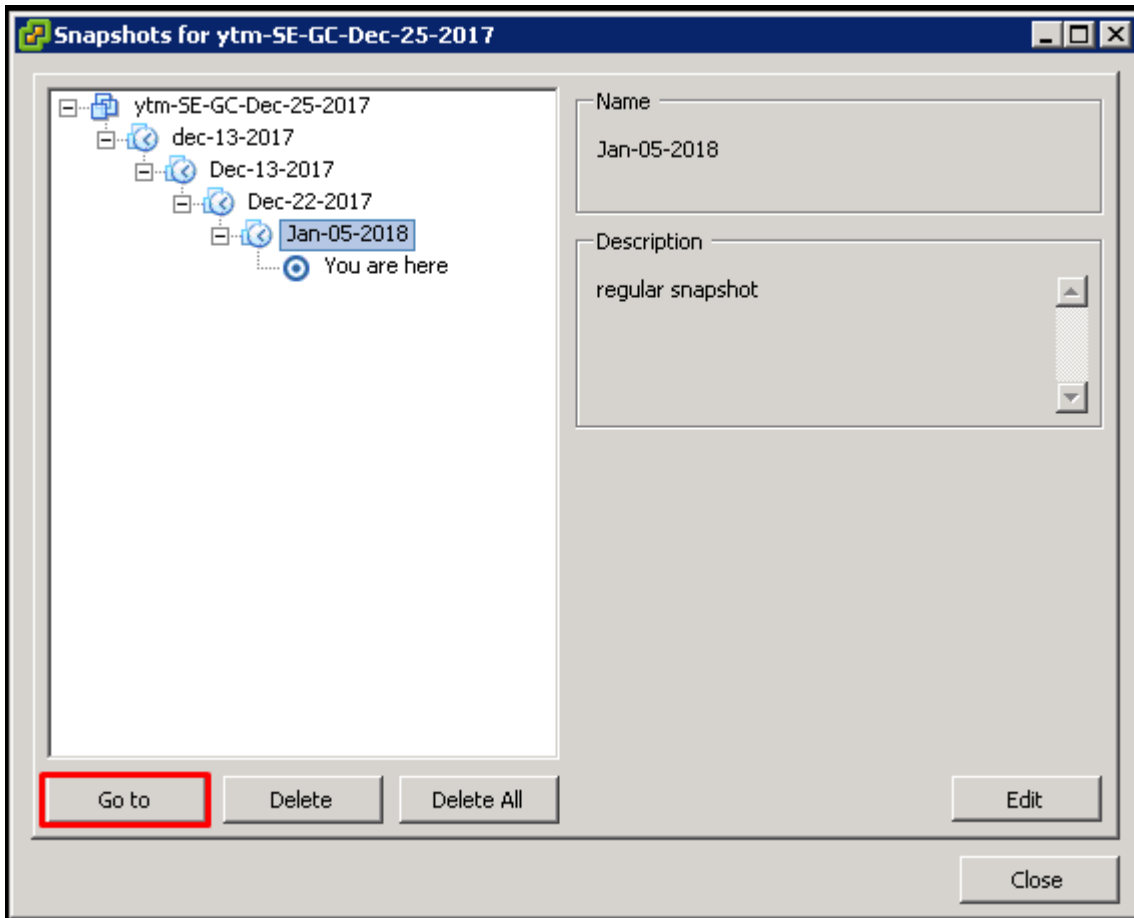 Snapshots for ytm-SE-GC-Dec-25-2017
ytm-SE-GC-Dec-25-2017
dec-13-2017
Dec-13-2017
Dec-22-2017
Jan-05-2018
You are here
Name
Jan-05-2018
Description
regular snapshot
Go to
Delete
Delete All
Edit
Close